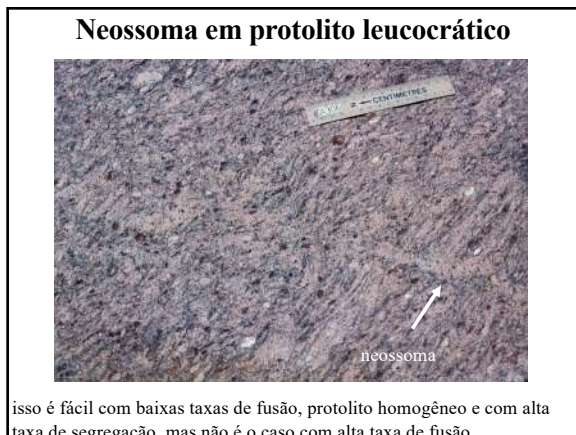 Neossoma em protolito leucocrático
CENTIMETRES
neossoma
isso é fácil com baixas taxas de fusão, protolito homogêneo e com alta
taxa de segregação, mas não é o caso com alta taxa de fusão